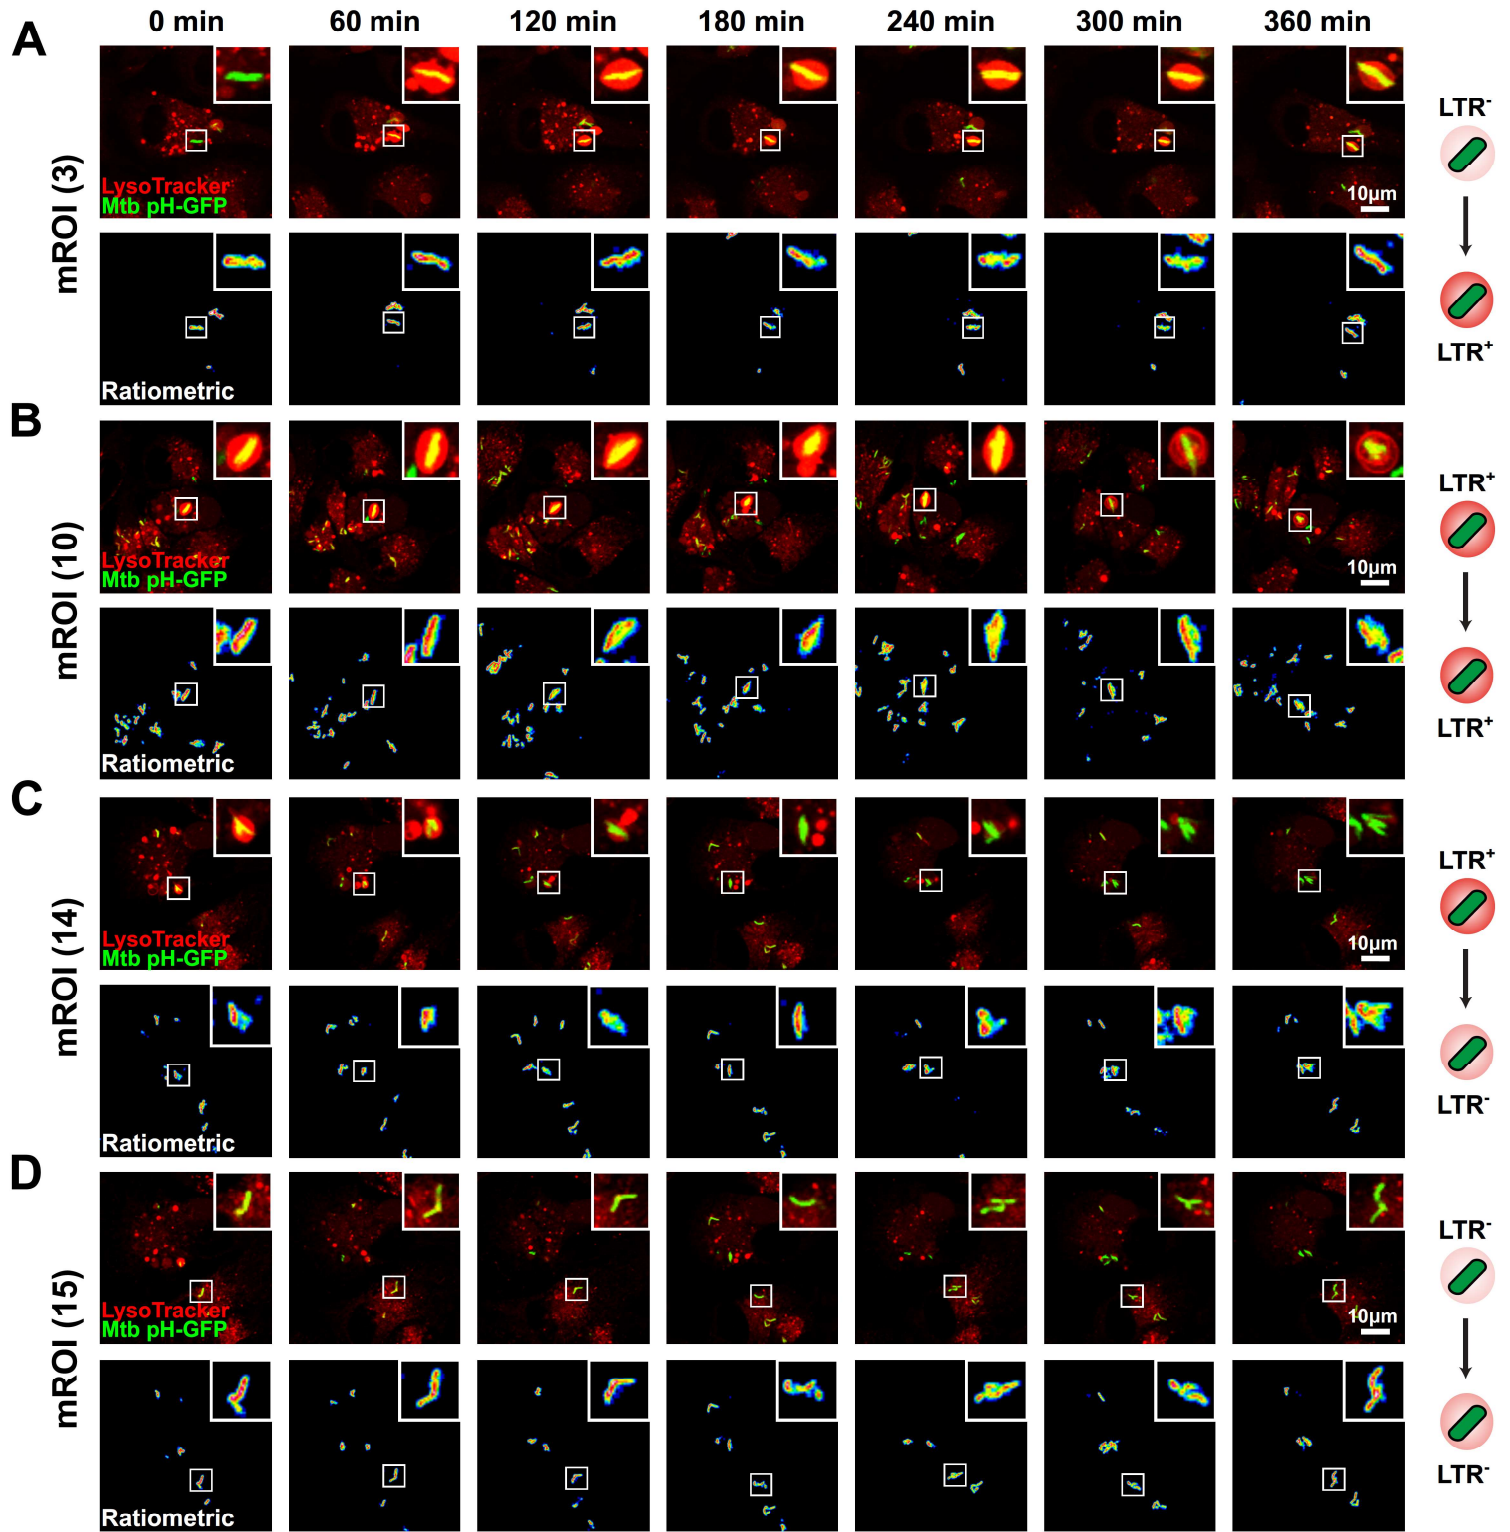 0 min 60 min 120 min 180 min 240 min 300 min 360 min
A
mROI (3)
LysoTracker
Mtb pH-GFP
10µm
Ratiometric
LTR-
LTR+
B
mROI (10)
LysoTracker
Mtb pH-GFP
10µm
Ratiometric
LTR+
LTR+
C
mROI (14)
LysoTracker
Mtb pH-GFP
10µm
Ratiometric
LTR+
LTR-
D
mROI (15)
LysoTracker
Mtb pH-GFP
10µm
Ratiometric
LTR-
LTR-